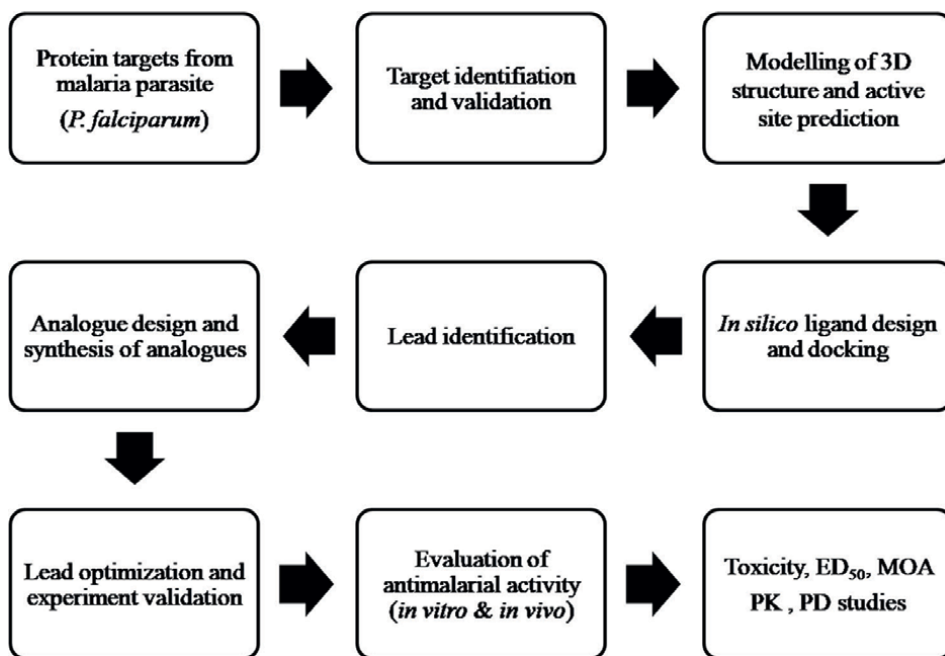 Protein targets from
malaria parasite
(P. falciparum)
Target identifiation
and validation
Modelling of 3D
structure and active
site prediction
In silico ligand design
and docking
Lead identification
Analogue design and
synthesis of analogues
Lead optimization and
experiment validation
Evaluation of
antimalarial activity
(in vitro & in vivo)
Toxicity, ED₅₀, MOA
PK , PD studies